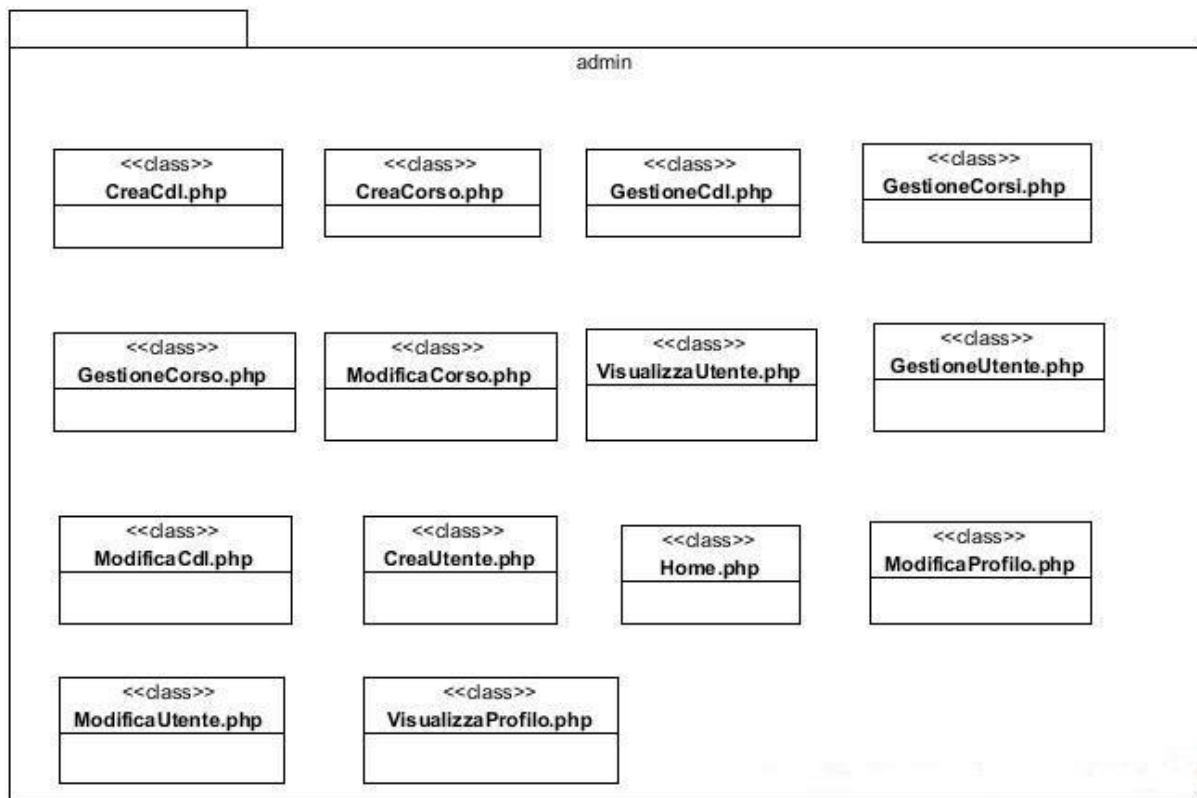 admin
<<class>>
CreaCdl.php
<<class>>
CreaCorso.php
<<class>>
GestioneCdl.php
<<class>>
GestioneCorsi.php
<<class>>
GestioneCorso.php
<<class>>
ModificaCorso.php
<<class>>
VisualizzaUtente.php
<<class>>
GestioneUtente.php
<<class>>
ModificaCdl.php
<<class>>
CreaUtente.php
<<class>>
Home.php
<<class>>
ModificaProfilo.php
<<class>>
ModificaUtente.php
<<class>>
VisualizzaProfilo.php